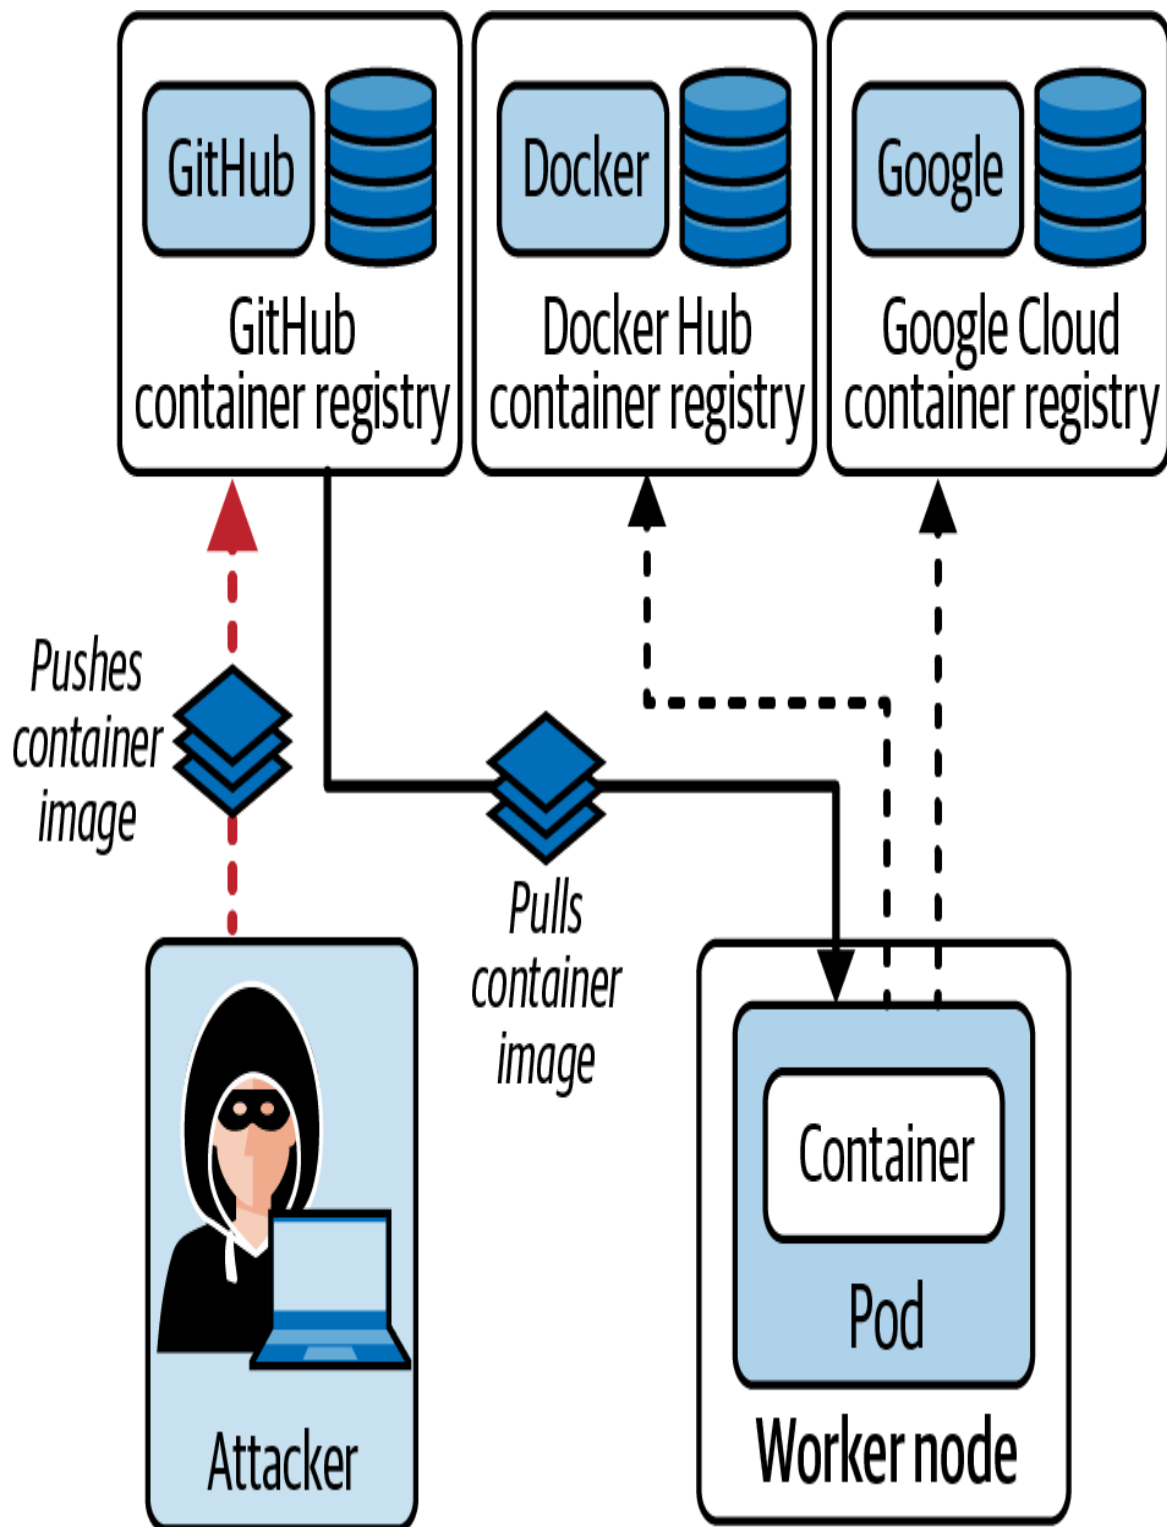 GitHub
GitHub
container registry
Docker
Docker Hub
container registry
Google
Google Cloud
container registry
Pushes
container
image
Pulls
container
image
Attacker
Container
Pod
Worker node